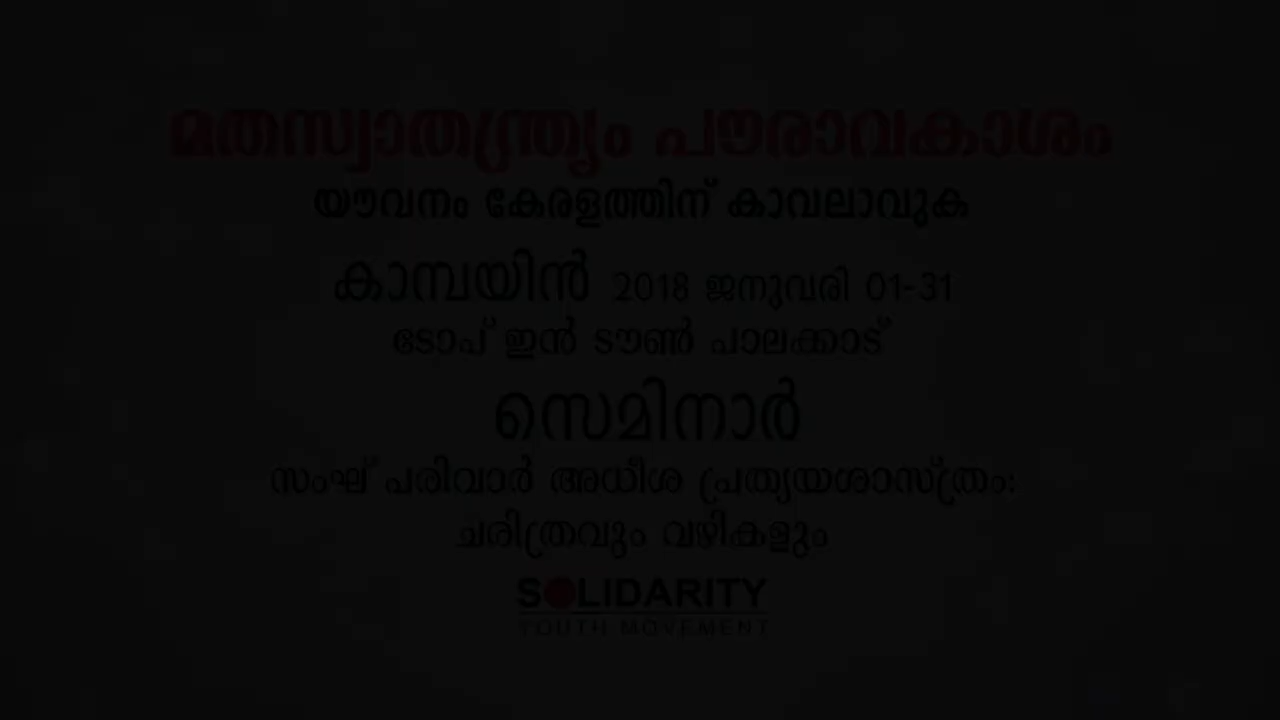 മതസ്വാതന്ത്ര്യം പൗരാവകാശം
യൗവനം കേരളത്തിന് കാവലാവുക
കാമ്പയിൻ 2018 ജനുവരി 01-31
ടോപ് ഇൻ ടൗൺ പാലക്കാട്
സെമിനാർ
സംഘ് പരിവാർ അധീശ പ്രത്യയശാസ്ത്രം:
ചരിത്രവും വഴികളും
SOLIDARITY
YOUTH MOVEMENT